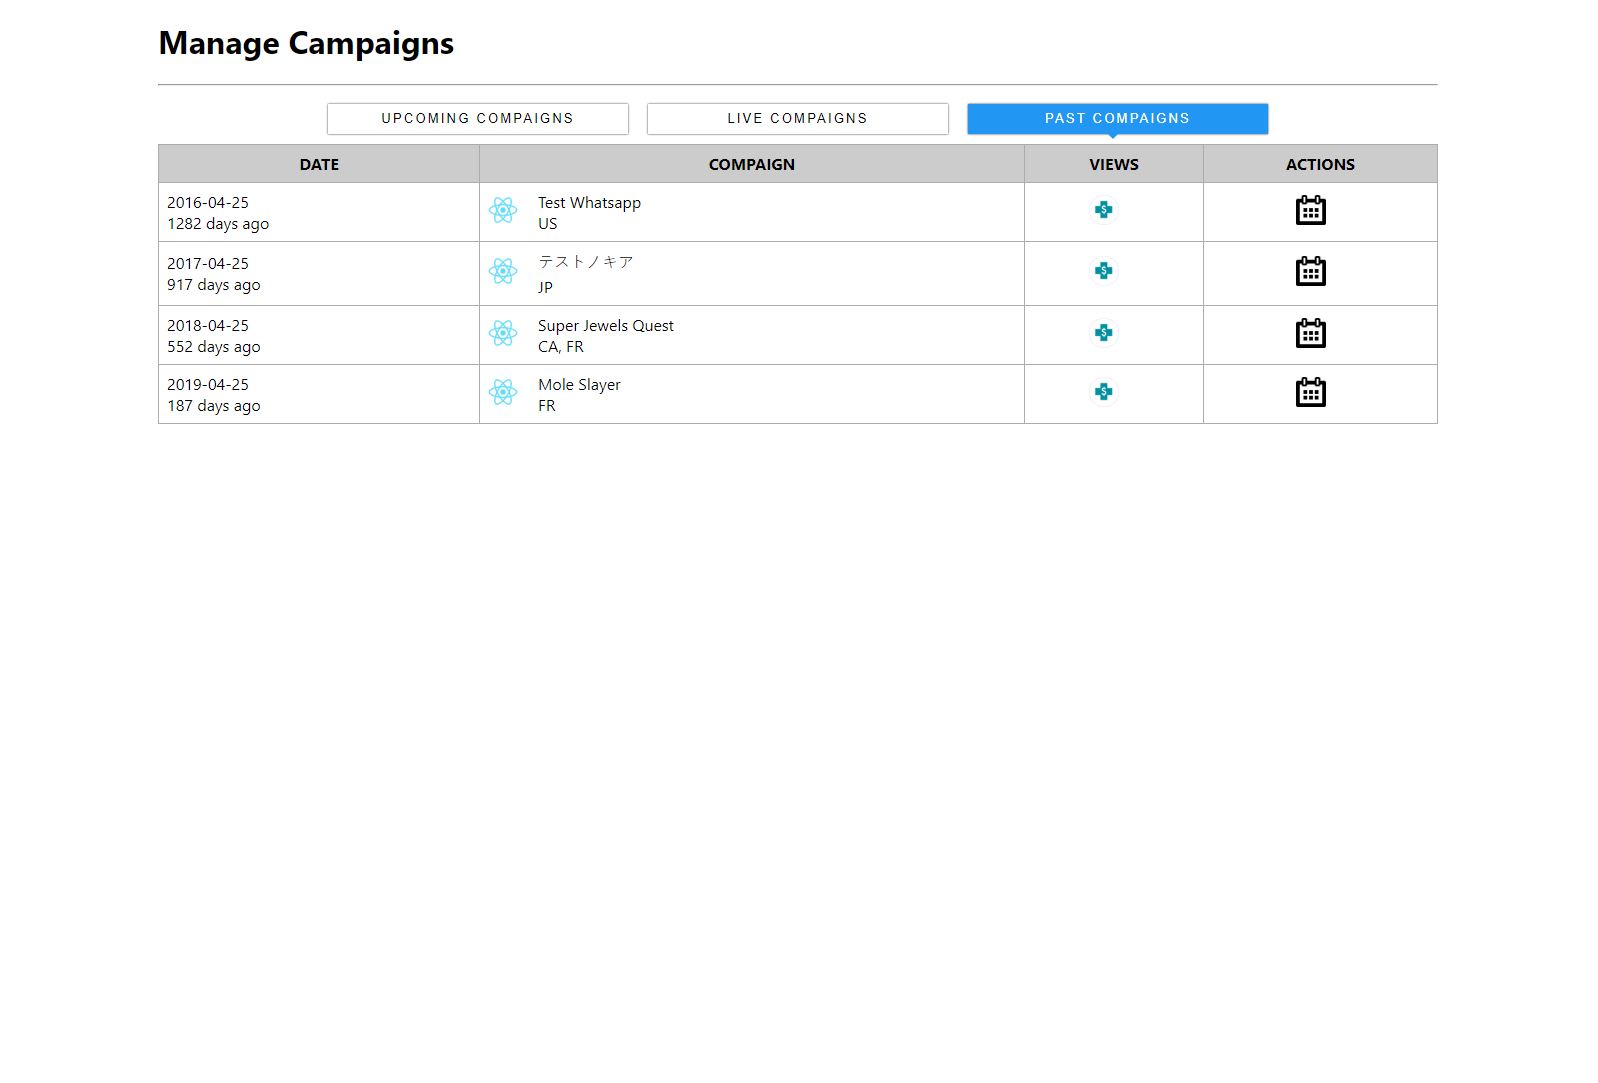 Manage Campaigns
UPCOMING COMPAIGNS
LIVE COMPAIGNS
PAST COMPAIGNS
DATE
COMPAIGN
VIEWS
ACTIONS
2016-04-25
1282 days ago
Test Whatsapp
US
$
2017-04-25
917 days ago
テストノキア
JP
$
2018-04-25
552 days ago
Super Jewels Quest
CA, FR
$
2019-04-25
187 days ago
Mole Slayer
FR
$